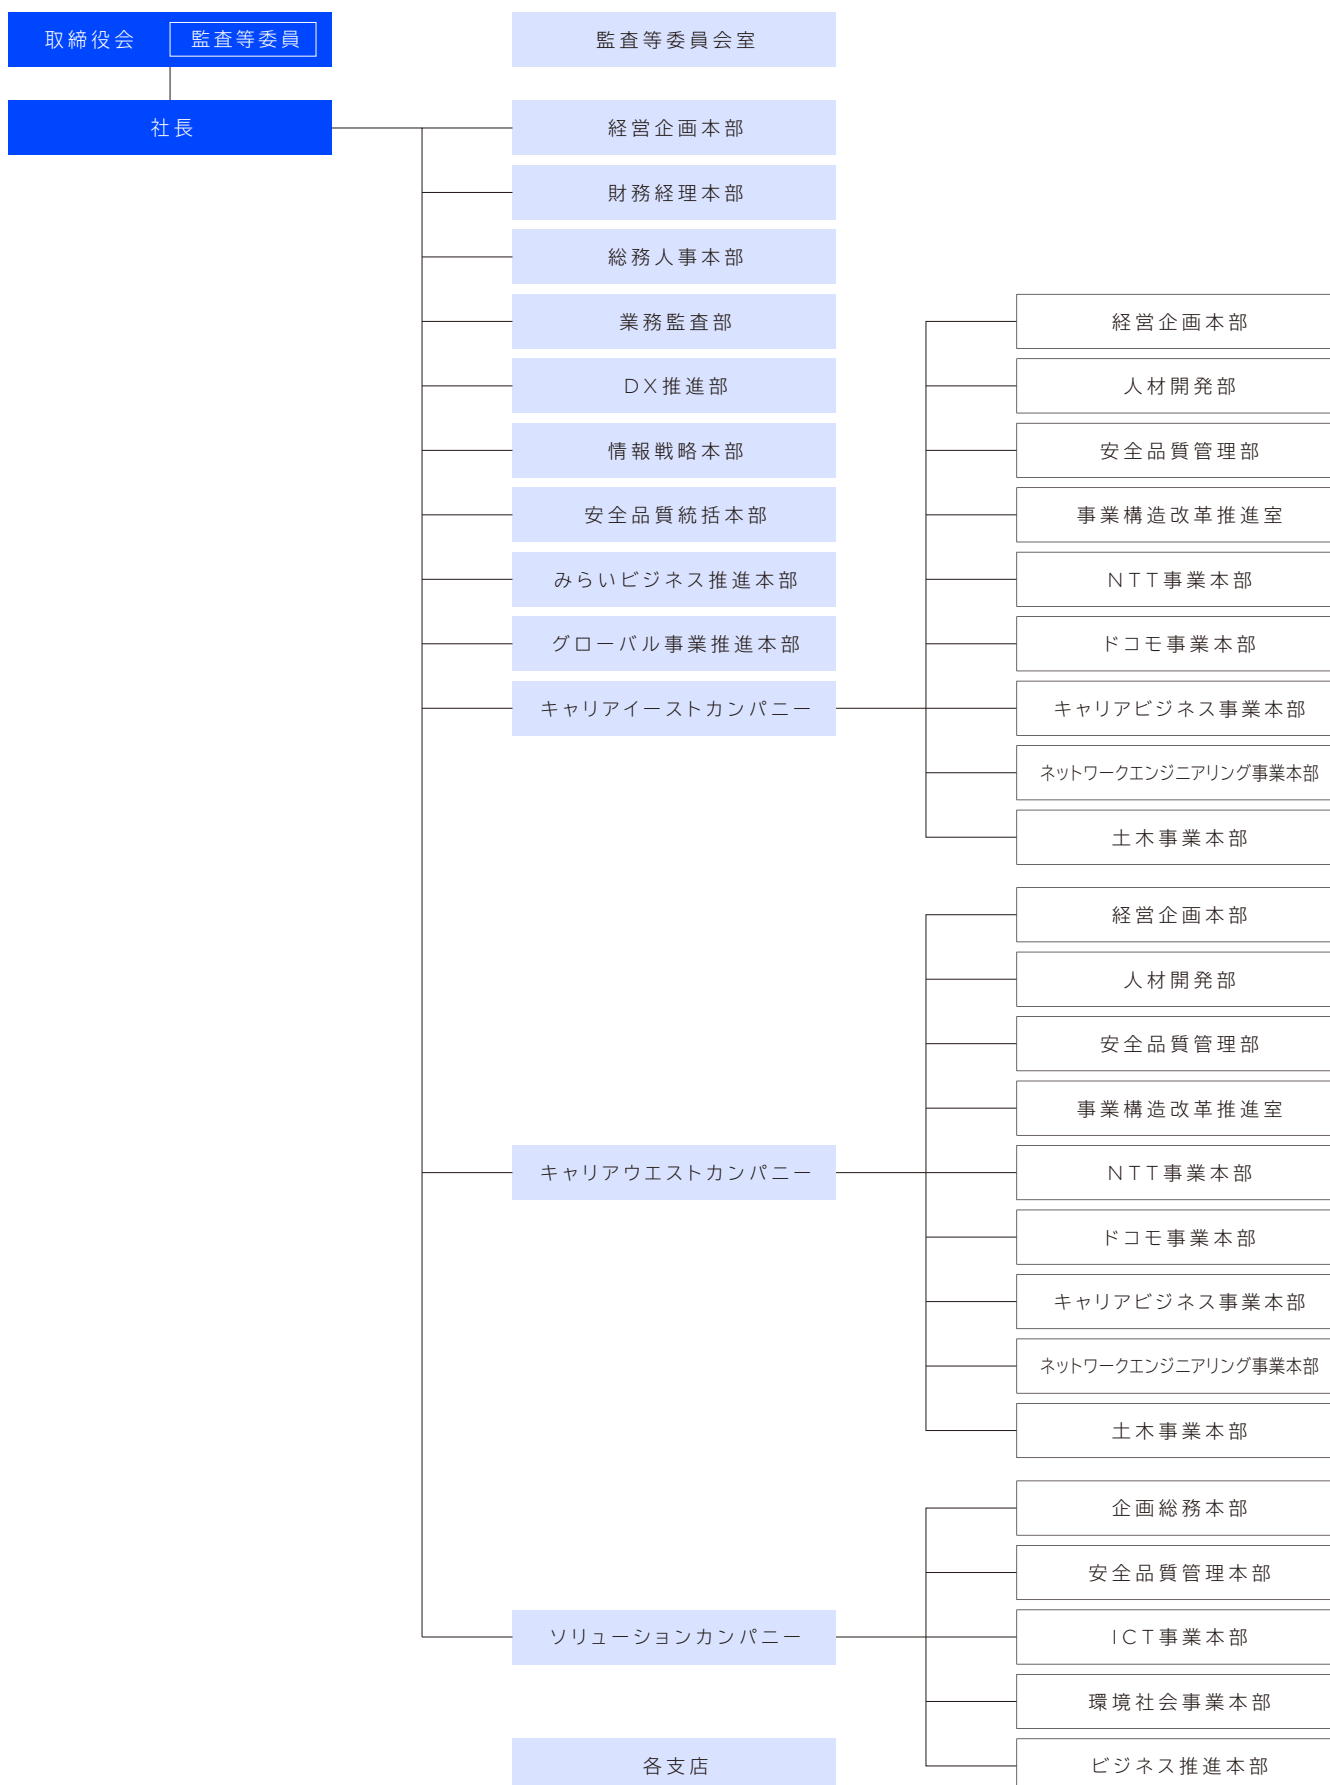 取締役会
監査等委員
監査等委員会室
社長
経営企画本部
財務経理本部
総務人事本部
業務監査部
DX推進部
情報戦略本部
安全品質統括本部
みらいビジネス推進本部
グローバル事業推進本部
キャリアイーストカンパニー
経営企画本部
人材開発部
安全品質管理部
事業構造改革推進室
NTT事業本部
ドコモ事業本部
キャリアビジネス事業本部
ネットワークエンジニアリング事業本部
土木事業本部
キャリアウエストカンパニー
経営企画本部
人材開発部
安全品質管理部
事業構造改革推進室
NTT事業本部
ドコモ事業本部
キャリアビジネス事業本部
ネットワークエンジニアリング事業本部
土木事業本部
ソリューションカンパニー
企画総務本部
安全品質管理本部
ICT事業本部
環境社会事業本部
ビジネス推進本部
各支店